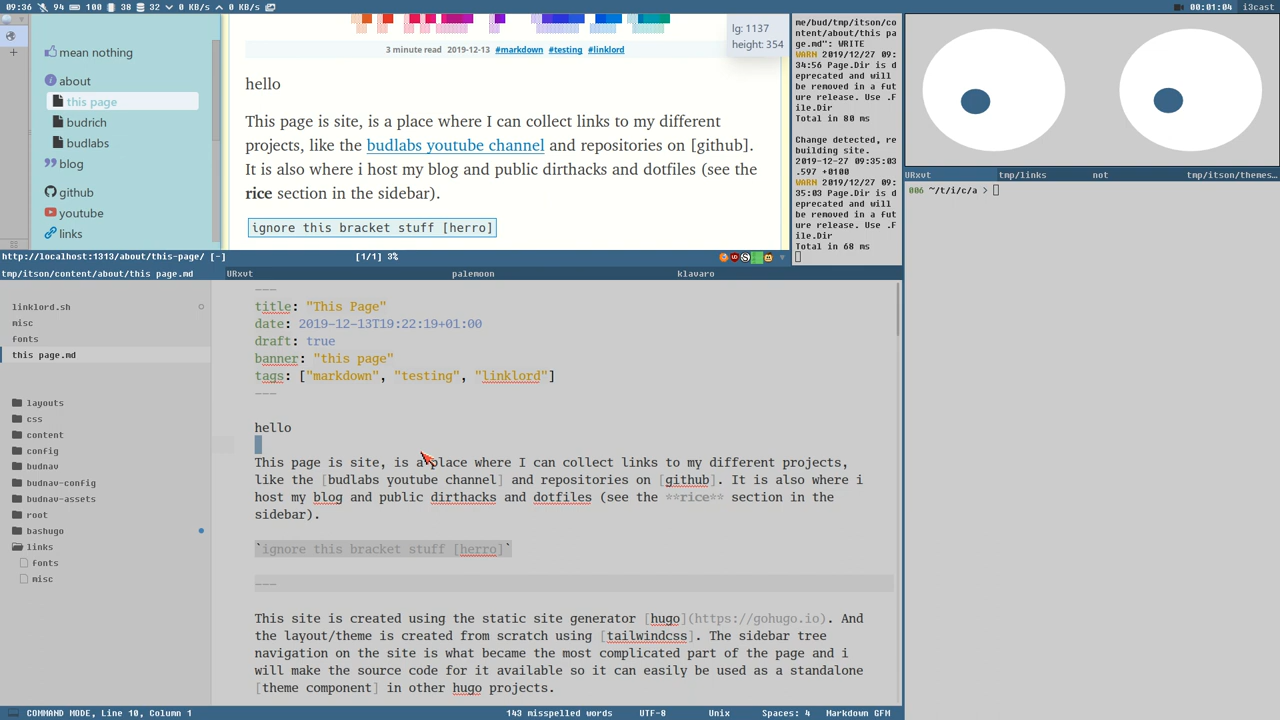 09:36 94 100 38 32 0 KB/s 0 KB/s 00:01:04 i3cast
mean nothing
about
this page
budrich
budlabs
blog
github
youtube
links
3 minute read 2019-12-13 #markdown #testing #linklord
lg: 1137
height: 354
hello
This page is site, is a place where I can collect links to my different
projects, like the budlabs youtube channel and repositories on [github].
It is also where i host my blog and public dirthacks and dotfiles (see the
rice section in the sidebar).
ignore this bracket stuff [herro]
http://localhost:1313/about/this-page/ [-] [1/1] 3%
me/bud/tmp/itson/co
ntent/about/this pa
ge.md": WRITE
WARN 2019/12/27 09:
34:56 Page.Dir is d
eprecated and will
be removed in a fut
ure release. Use .F
ile.Dir
Total in 80 ms
Change detected, re
building site.
2019-12-27 09:35:03
.597 +0100
WARN 2019/12/27 09:
35:03 Page.Dir is d
eprecated and will
be removed in a fut
ure release. Use .F
ile.Dir
Total in 68 ms
URxvt tmp/links not tmp/itson/themes…
006 ~/t/i/c/a >
tmp/itson/content/about/this page.md URxvt palemoon klavaro
linklord.sh
misc
fonts
this page.md
layouts
css
content
config
budnav
budnav-config
budnav-assets
root
bashugo
links
fonts
misc
---
title: "This Page"
date: 2019-12-13T19:22:19+01:00
draft: true
banner: "this page"
tags: ["markdown", "testing", "linklord"]
---
hello
This page is site, is a place where I can collect links to my different projects,
like the [budlabs youtube channel] and repositories on [github]. It is also where i
host my blog and public dirthacks and dotfiles (see the **rice** section in the
sidebar).
`ignore this bracket stuff [herro]`
---
This site is created using the static site generator [hugo](https://gohugo.io). And
the layout/theme is created from scratch using [tailwindcss]. The sidebar tree
navigation on the site is what became the most complicated part of the page and i
will make the source code for it available so it can easily be used as a standalone
[theme component] in other hugo projects.
COMMAND MODE, Line 10, Column 1 143 misspelled words UTF-8 Unix Spaces: 4 Markdown GFM